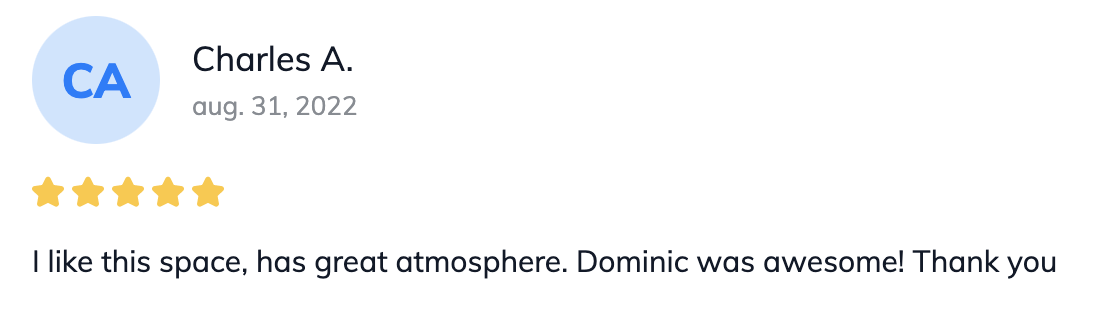 CA
Charles A.
aug. 31, 2022
I like this space, has great atmosphere. Dominic was awesome! Thank you